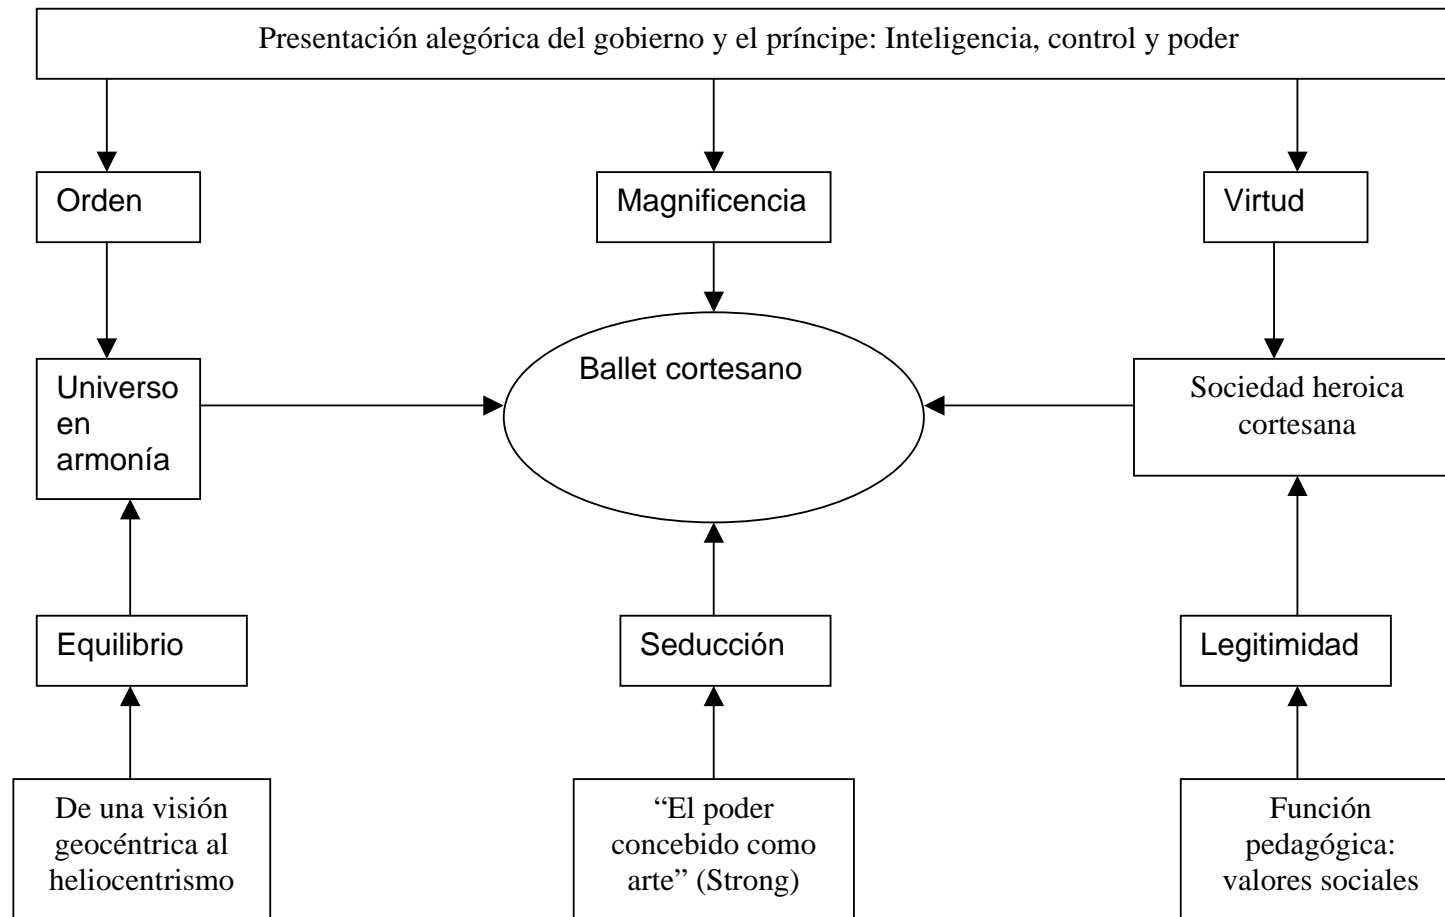 Presentación alegórica del gobierno y el príncipe: Inteligencia, control y poder
Orden
Magnificencia
Virtud
Universo
en
armonía
Ballet cortesano
Sociedad heroica
cortesana
Equilibrio
Seducción
Legitimidad
De una visión
geocéntrica al
heliocentrismo
“El poder
concebido como
arte” (Strong)
Función
pedagógica:
valores sociales